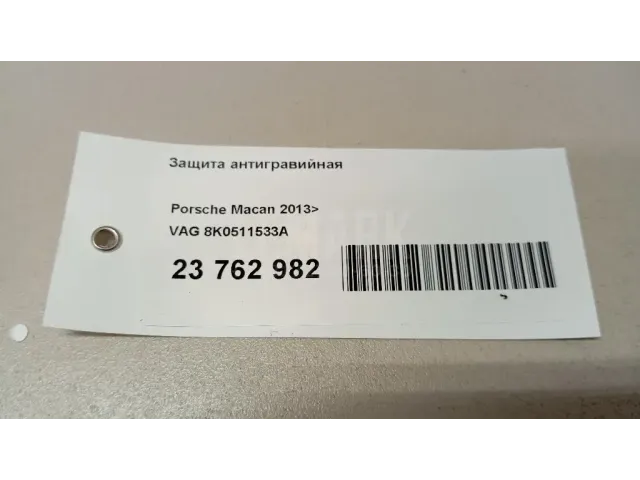 Защита антигравийная
Porsche Macan 2013>
VAG 8K0511533A
23 762 982